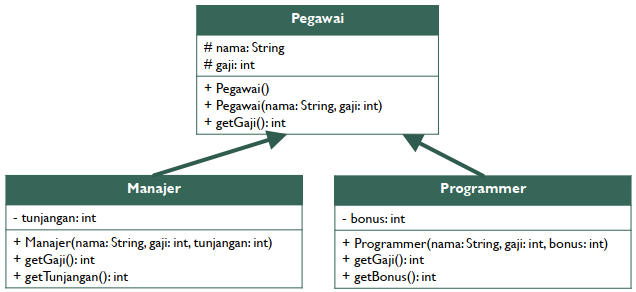 Pegawai
# nama: String
# gaji: int
+ Pegawai()
+ Pegawai(nama: String, gaji: int)
+ getGaji(): int
Manajer
- tunjangan: int
+ Manajer(nama: String, gaji: int, tunjangan: int)
+ getGaji(): int
+ getTunjangan(): int
Programmer
- bonus: int
+ Programmer(nama: String, gaji: int, bonus: int)
+ getGaji(): int
+ getBonus(): int